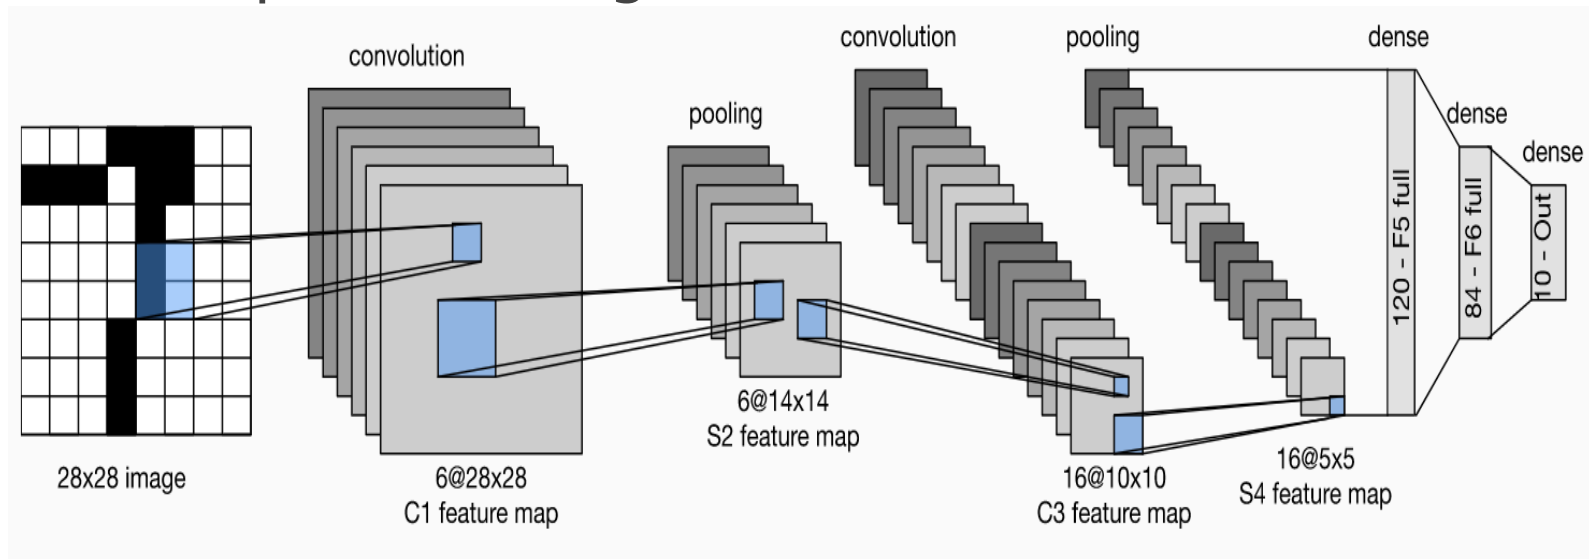 convolution
pooling
convolution
pooling
dense
dense
dense
28x28 image
6@28x28
C1 feature map
6@14x14
S2 feature map
16@10x10
C3 feature map
16@5x5
S4 feature map
120 - F5 full
84 - F6 full
10 - Out